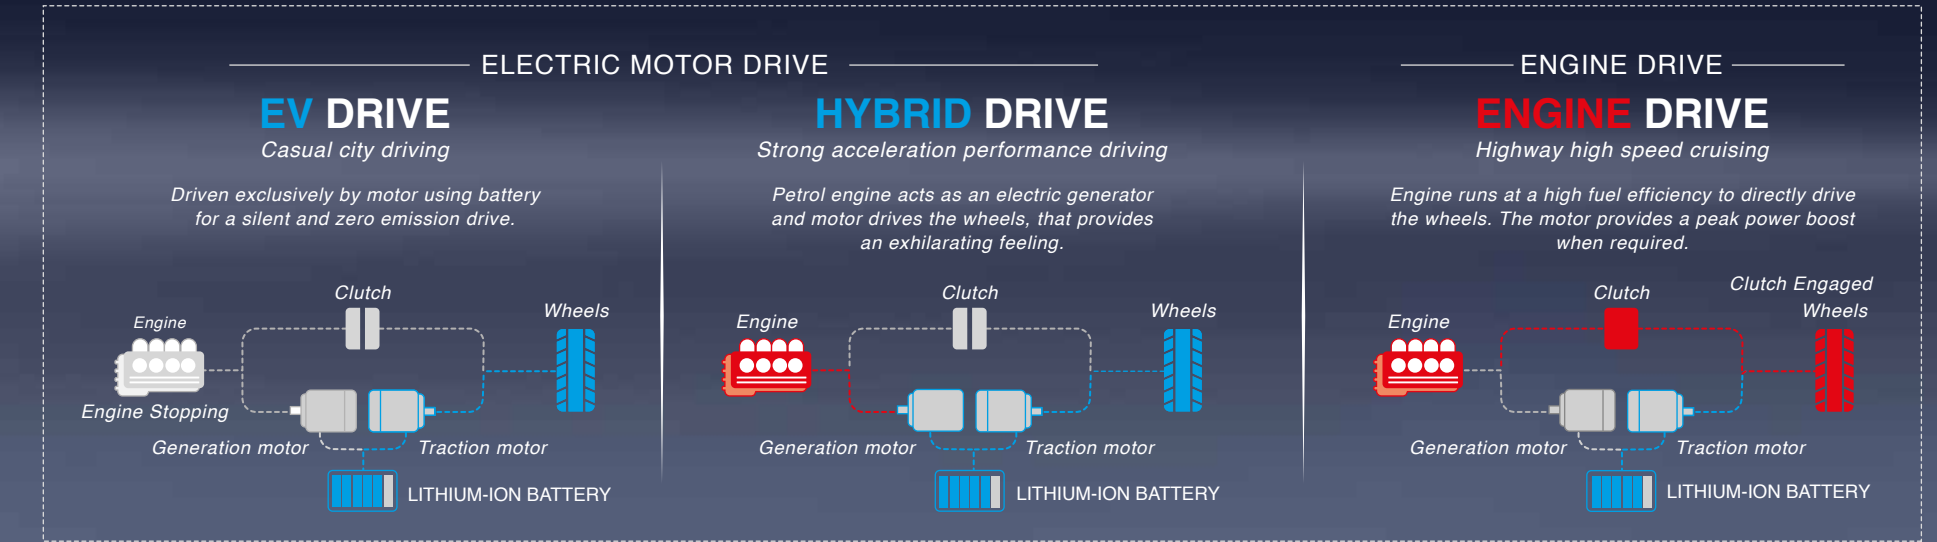 ELECTRIC MOTOR DRIVE
EV DRIVE
Casual city driving
Driven exclusively by motor using battery
for a silent and zero emission drive.
Clutch
Wheels
Engine
Engine Stopping
Generation motor
Traction motor
LITHIUM-ION BATTERY
HYBRID DRIVE
Strong acceleration performance driving
Petrol engine acts as an electric generator
and motor drives the wheels, that provides
an exhilarating feeling.
Clutch
Wheels
Engine
Generation motor
Traction motor
LITHIUM-ION BATTERY
ENGINE DRIVE
ENGINE DRIVE
Highway high speed cruising
Engine runs at a high fuel efficiency to directly drive
the wheels. The motor provides a peak power boost
when required.
Clutch Engaged
Clutch
Wheels
Engine
Generation motor
Traction motor
LITHIUM-ION BATTERY